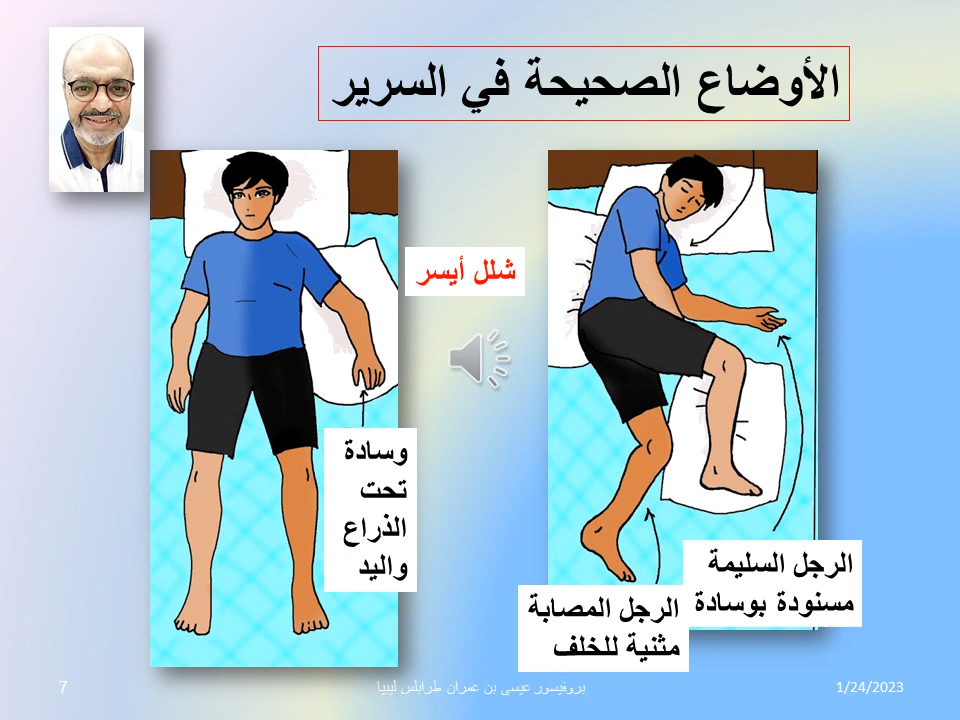 الأوضاع الصحيحة في السرير
شلل أيسر
وسادة
تحت
الذراع
واليد
الرجل السليمة
مسنودة بوسادة
الرجل المصابة
مثنية للخلف
7
بروفيسور عيسى بن عمران طرابلس ليبيا
1/24/2023